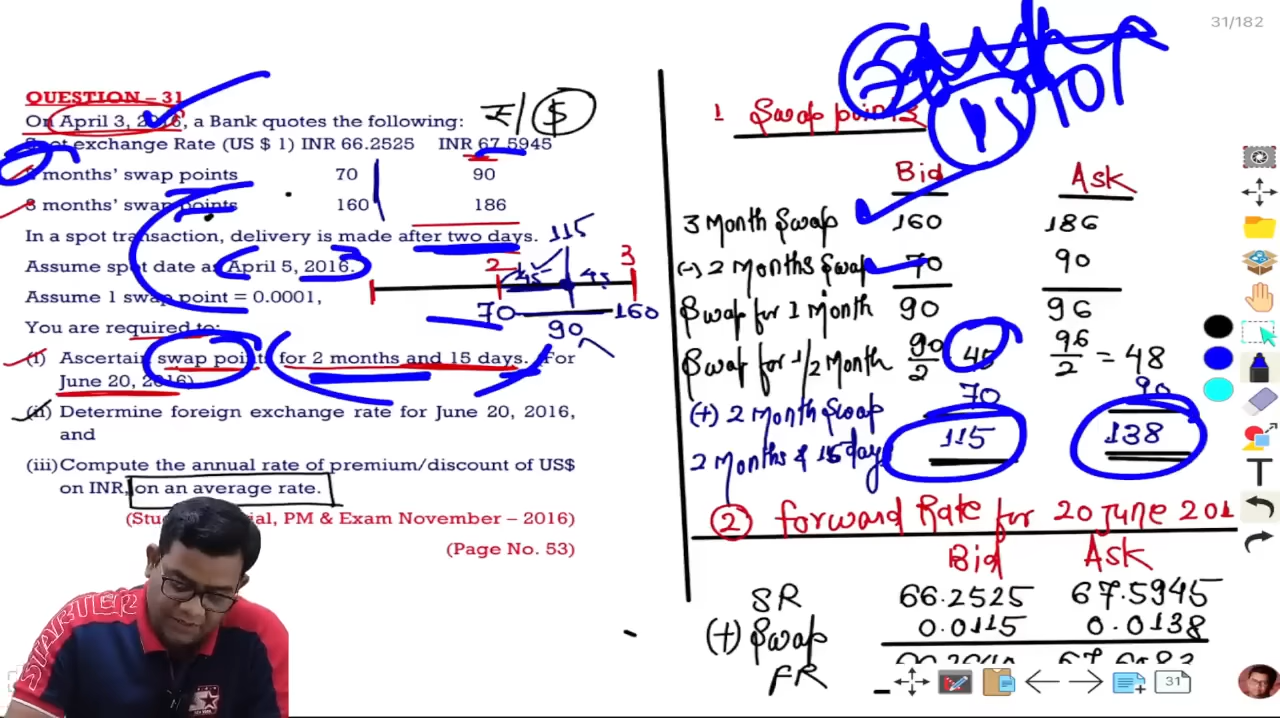 31/182
QUESTION – 31
On April 3, 2016, a Bank quotes the following:
₹/$
Spot exchange Rate (US $ 1) INR 66.2525 INR 67.5945
months' swap points 70 90
3 months' swap points 160 186
In a spot transaction, delivery is made after two days.
Assume spot date as April 5, 2016.
Assume 1 swap point = 0.0001,
You are required to:
(i) Ascertain swap points for 2 months and 15 days. (For
June 20, 2016)
(ii) Determine foreign exchange rate for June 20, 2016,
and
(iii) Compute the annual rate of premium/discount of US$
on INR, on an average rate.
Material, PM & Exam November – 2016)
(Page No. 53)
115
2 45 45 3
70 160
90
1 Swap points
Bid Ask
3 Month Swap 160 186
(-) 2 Months Swap 70 90
Swap for 1 Month 90 96
Swap for 1/2 Month 90/2 45 96/2 = 48
(+) 2 Month Swap 70 90
2 Months & 15 days 115 138
2 Forward Rate for 20 June 201
Bid Ask
SR 66.2525 67.5945
(+) Swap 0.0115 0.0138
FR
31
STARTER